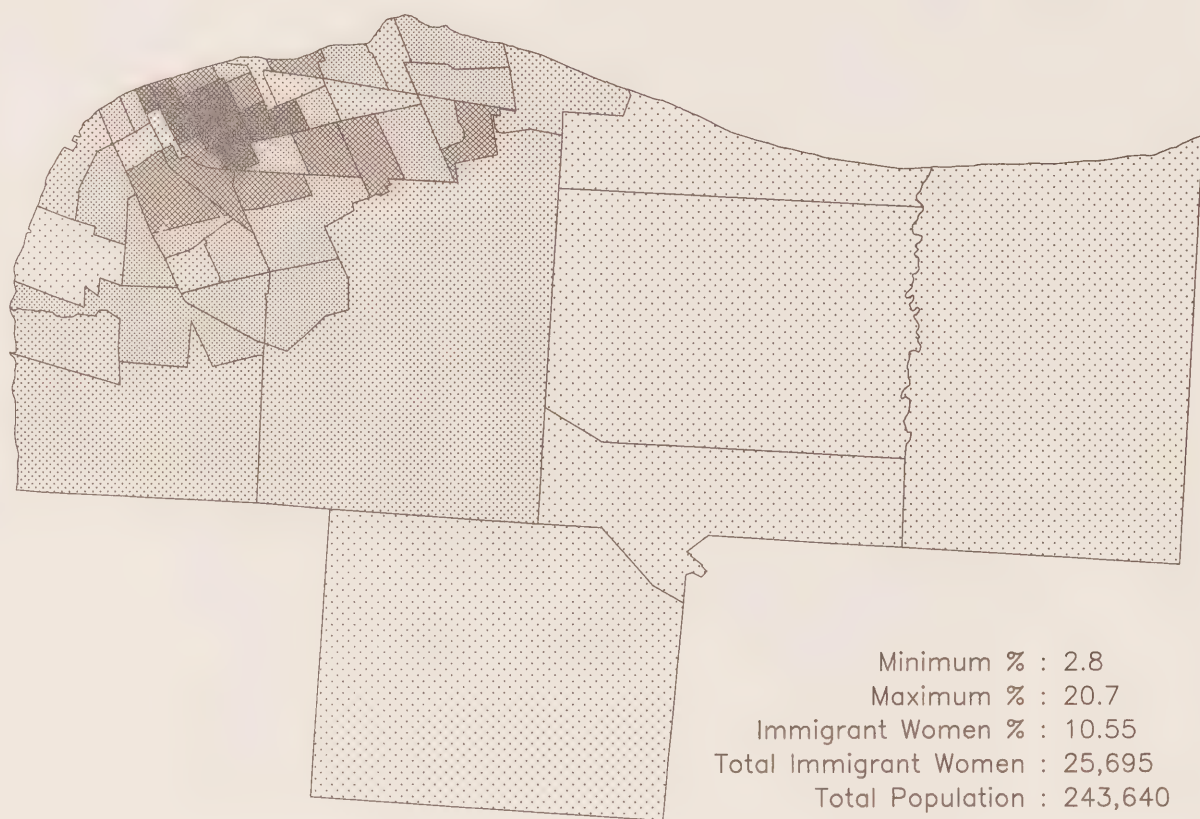 Minimum % : 2.8
Maximum % : 20.7
Immigrant Women % : 10.55
Total Immigrant Women : 25,695
Total Population : 243,640